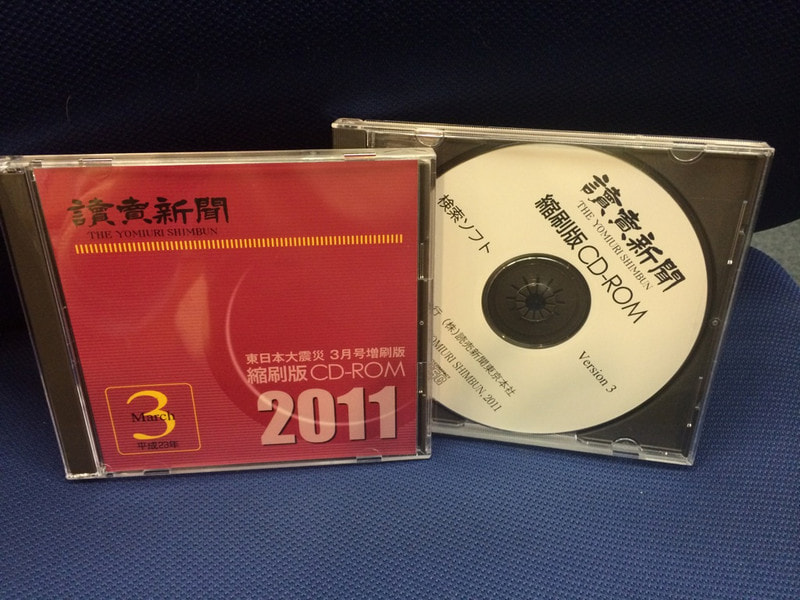 讀賣新聞
THE YOMIURI SHIMBUN
東日本大震災 3月号増刷版
縮刷版 CD-ROM
2011
3
March
平成23年
讀賣新聞
THE YOMIURI SHIMBUN
縮刷版 CD-ROM
検索ソフト
Version 3
行 (株)読売新聞東京本社
YOMIURI SHIMBUN, 2011